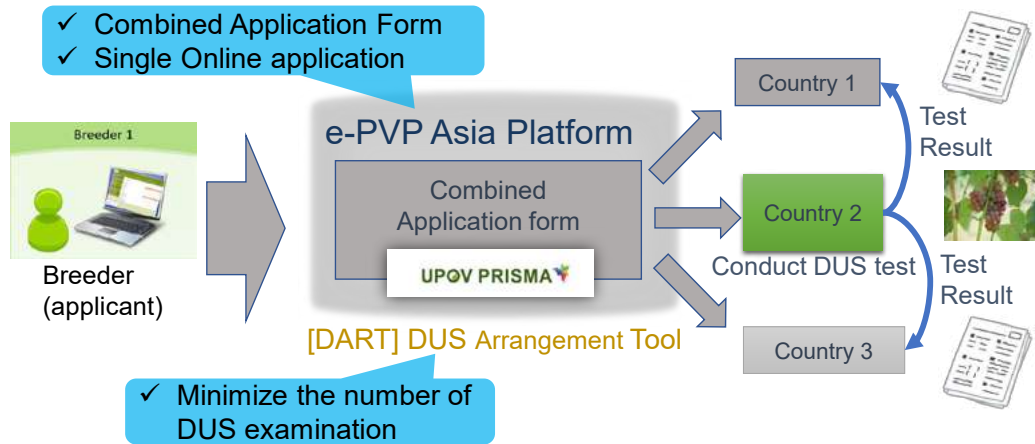 ✓ Combined Application Form
✓ Single Online application
Breeder 1
Breeder
(applicant)
e-PVP Asia Platform
Combined
Application form
UPOV PRISMA
[DART] DUS Arrangement Tool
✓ Minimize the number of
DUS examination
Country 1
Test
Result
Country 2
Conduct DUS test
Test
Result
Country 3